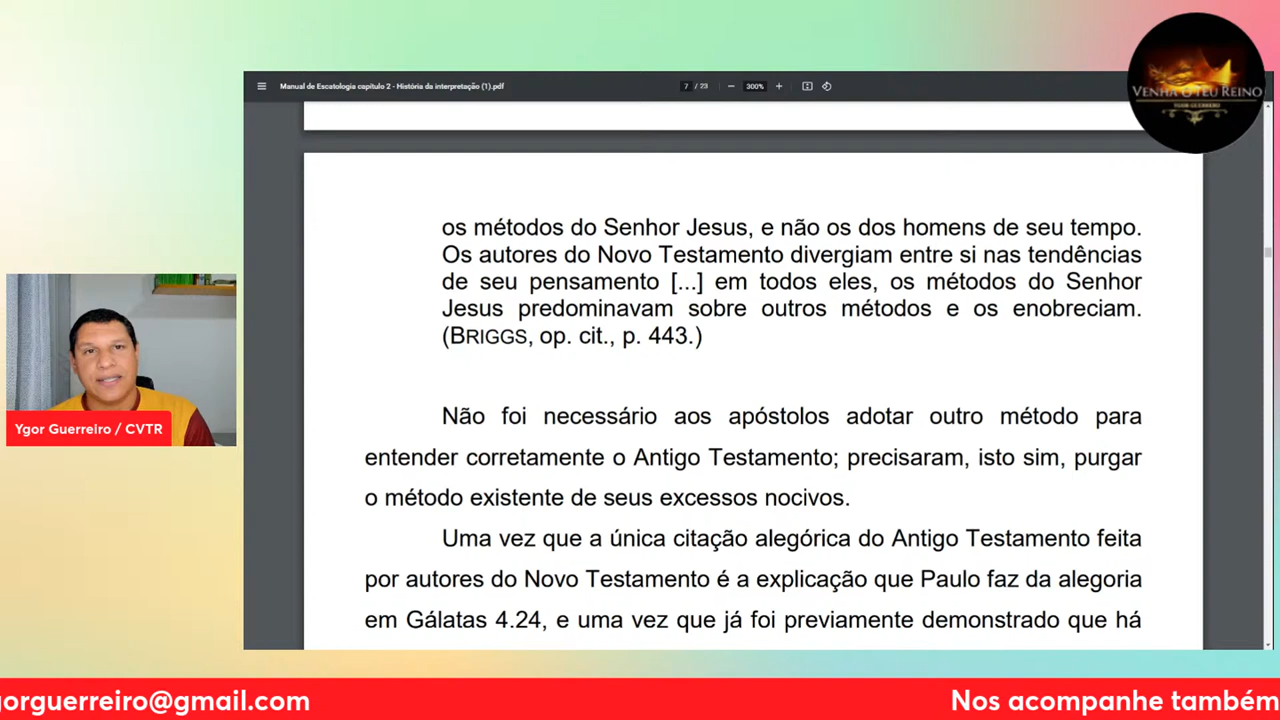 Manual de Escatologia capítulo 2 - História da interpretação (1).pdf
7 / 23
300%
VENHA O TEU REINO
YGOR GUERREIRO
os métodos do Senhor Jesus, e não os dos homens de seu tempo.
Os autores do Novo Testamento divergiam entre si nas tendências
de seu pensamento [...] em todos eles, os métodos do Senhor
Jesus predominavam sobre outros métodos e os enobreciam.
(BRIGGS, op. cit., p. 443.)
Não foi necessário aos apóstolos adotar outro método para
entender corretamente o Antigo Testamento; precisaram, isto sim, purgar
o método existente de seus excessos nocivos.
Uma vez que a única citação alegórica do Antigo Testamento feita
por autores do Novo Testamento é a explicação que Paulo faz da alegoria
em Gálatas 4.24, e uma vez que já foi previamente demonstrado que há
Ygor Guerreiro / CVTR
gorguerreiro@gmail.com
Nos acompanhe também